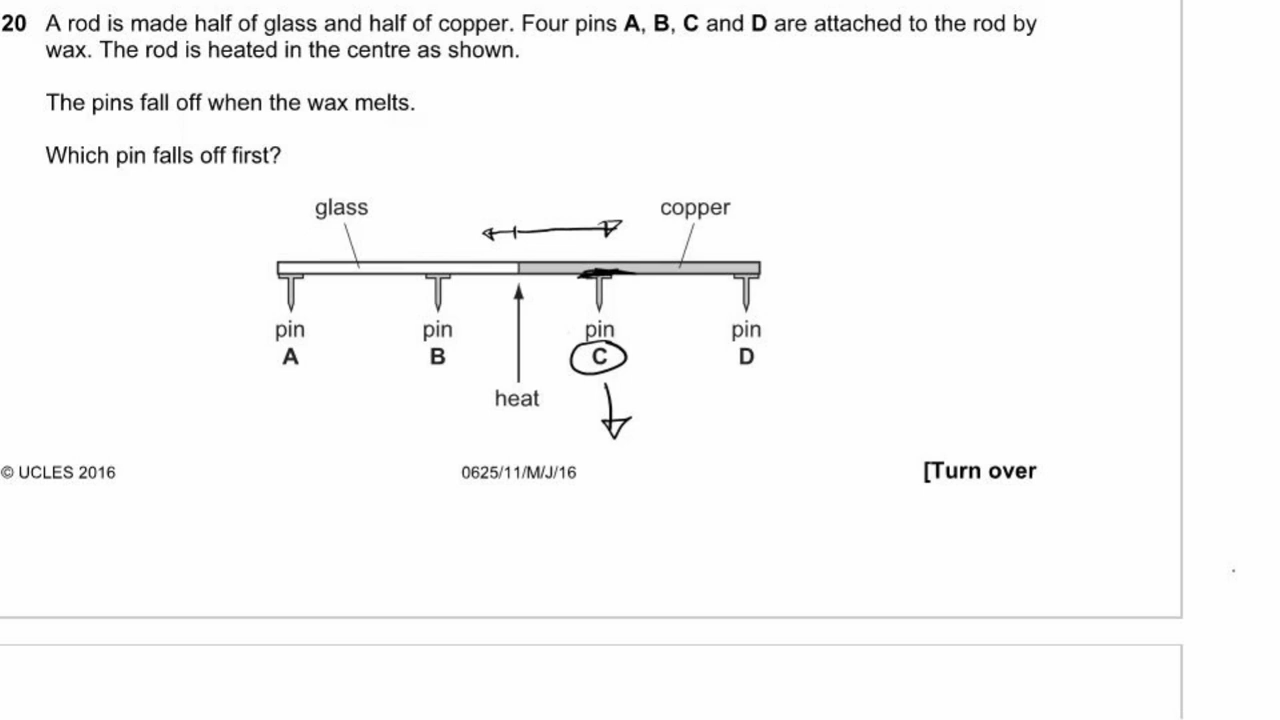 20 A rod is made half of glass and half of copper. Four pins A, B, C and D are attached to the rod by
wax. The rod is heated in the centre as shown.
The pins fall off when the wax melts.
Which pin falls off first?
glass copper
pin pin pin pin
A B C D
heat
© UCLES 2016 0625/11/M/J/16 [Turn over